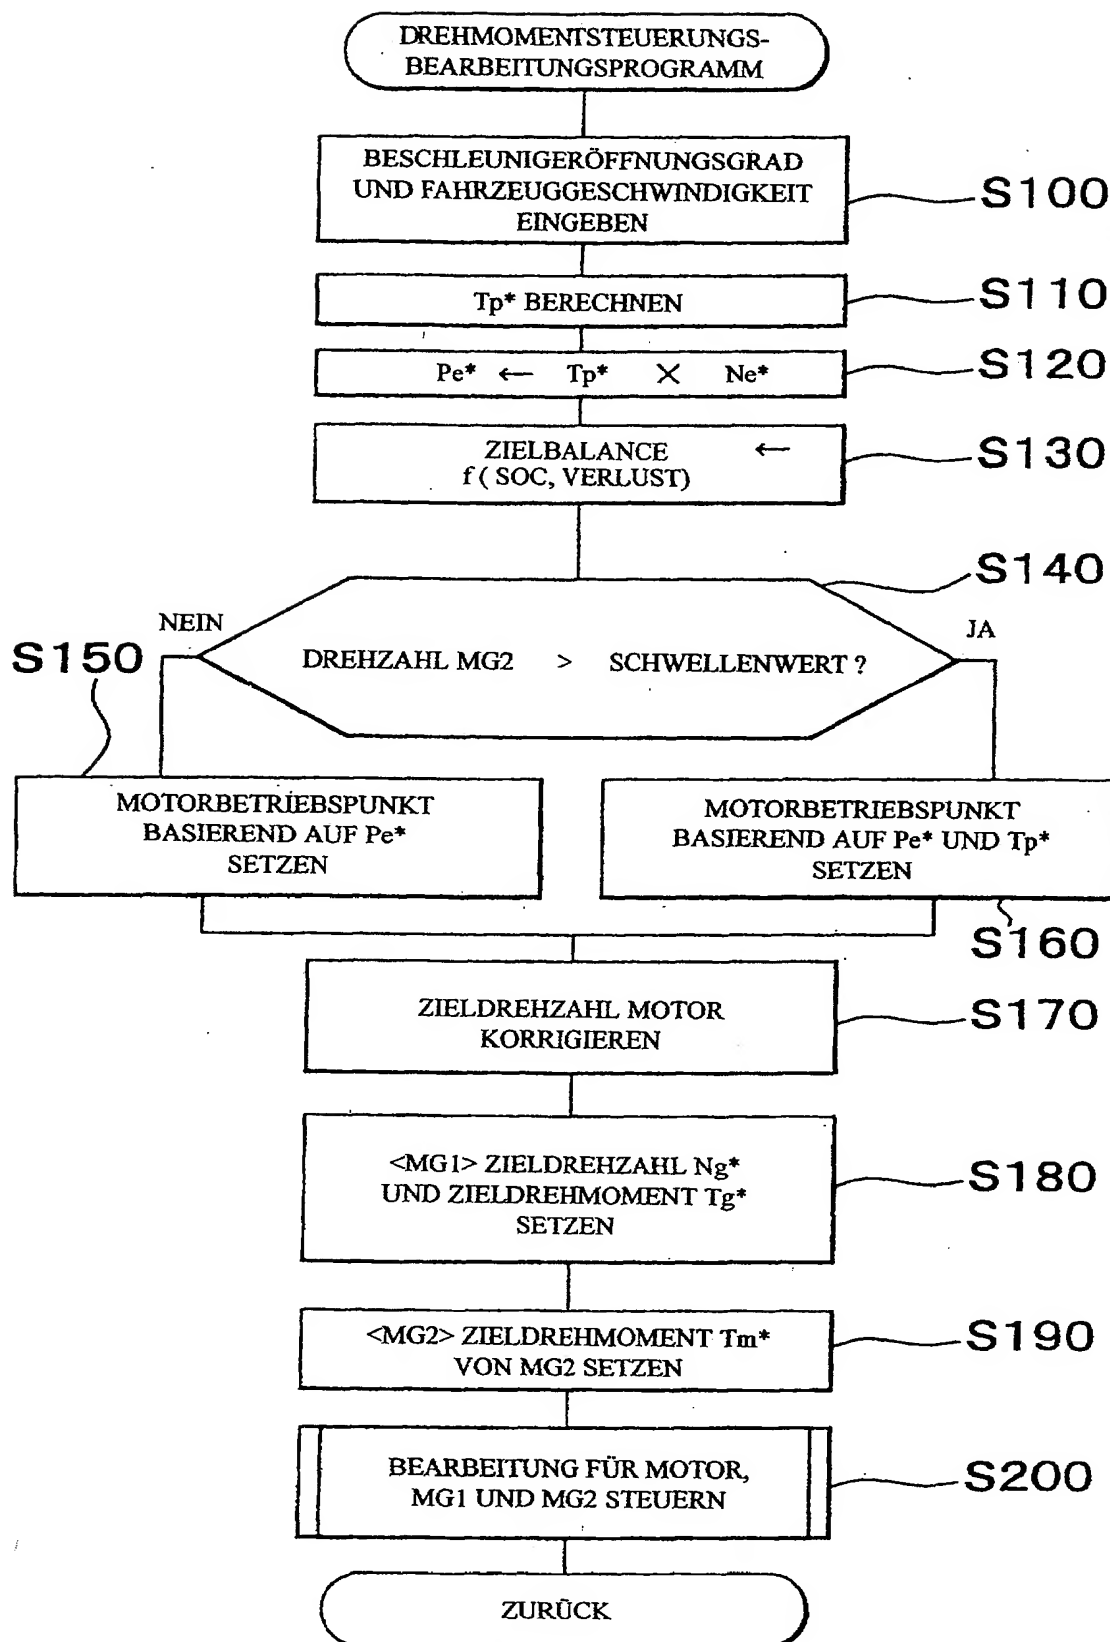 DREHMOMENTSTEUERUNGS-
BEARBEITUNGSPROGRAMM
BESCHLEUNIGERÖFFNUNGSGRAD
UND FAHRZEUGGESCHWINDIGKEIT
EINGEBEN
S100
Tp* BERECHNEN
S110
Pe* ← Tp* X Ne*
S120
ZIELBALANCE ←
f ( SOC, VERLUST)
S130
S140
NEIN
JA
DREHZAHL MG2 > SCHWELLENWERT ?
S150
MOTORBETRIEBSPUNKT
BASIEREND AUF Pe*
SETZEN
MOTORBETRIEBSPUNKT
BASIEREND AUF Pe* UND Tp*
SETZEN
S160
ZIELDREHZAHL MOTOR
KORRIGIEREN
S170
<MG1> ZIELDREHZAHL Ng*
UND ZIELDREHMOMENT Tg*
SETZEN
S180
<MG2> ZIELDREHMOMENT Tm*
VON MG2 SETZEN
S190
BEARBEITUNG FÜR MOTOR,
MG1 UND MG2 STEUERN
S200
ZURÜCK